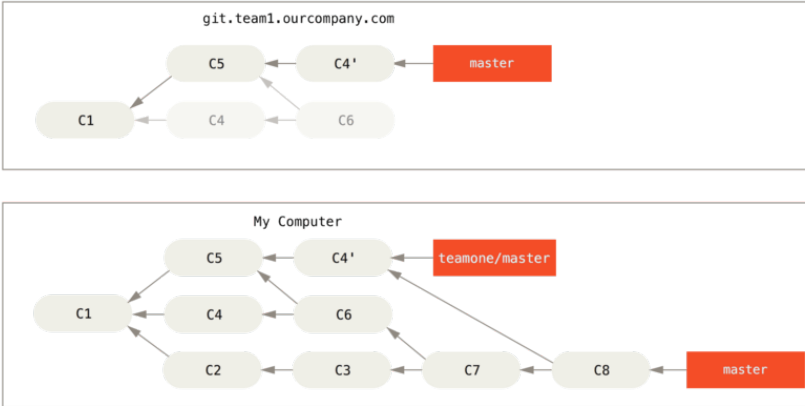 git.team1.ourcompany.com
C5 C4' master
C1 C4 C6
My Computer
C5 C4' teamone/master
C1 C4 C6
C2 C3 C7 C8 master